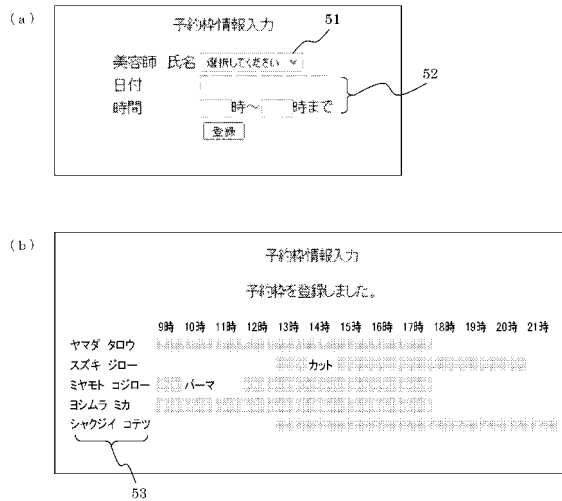 (a)
予約枠情報入力
51
美容師 氏名 選択してください
52
日付
時間 時～ 時まで
登録
(b)
予約枠情報入力
予約枠を登録しました。
9時 10時 11時 12時 13時 14時 15時 16時 17時 18時 19時 20時 21時
ヤマダ タロウ
スズキ ジロー カット
ミヤモト コジロー パーマ
ヨシムラ ミカ
シャクジイ コテツ
53